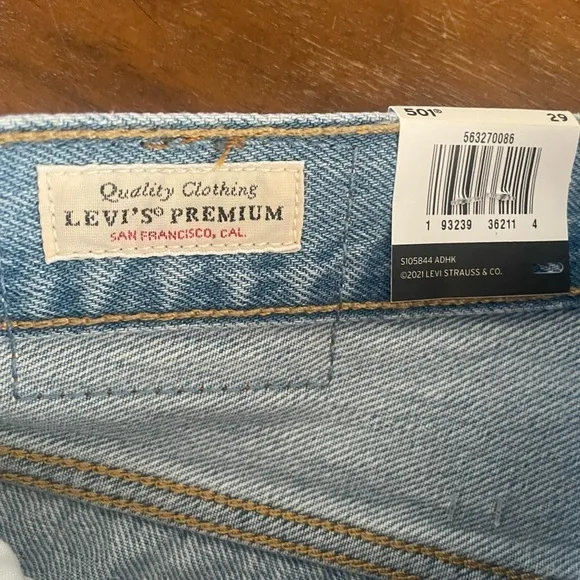 Quality Clothing
LEVI'S® PREMIUM
SAN FRANCISCO, CAL.
501® 29
563270086
1 93239 36211 4
S105844 ADHK
©2021 LEVI STRAUSS & CO.